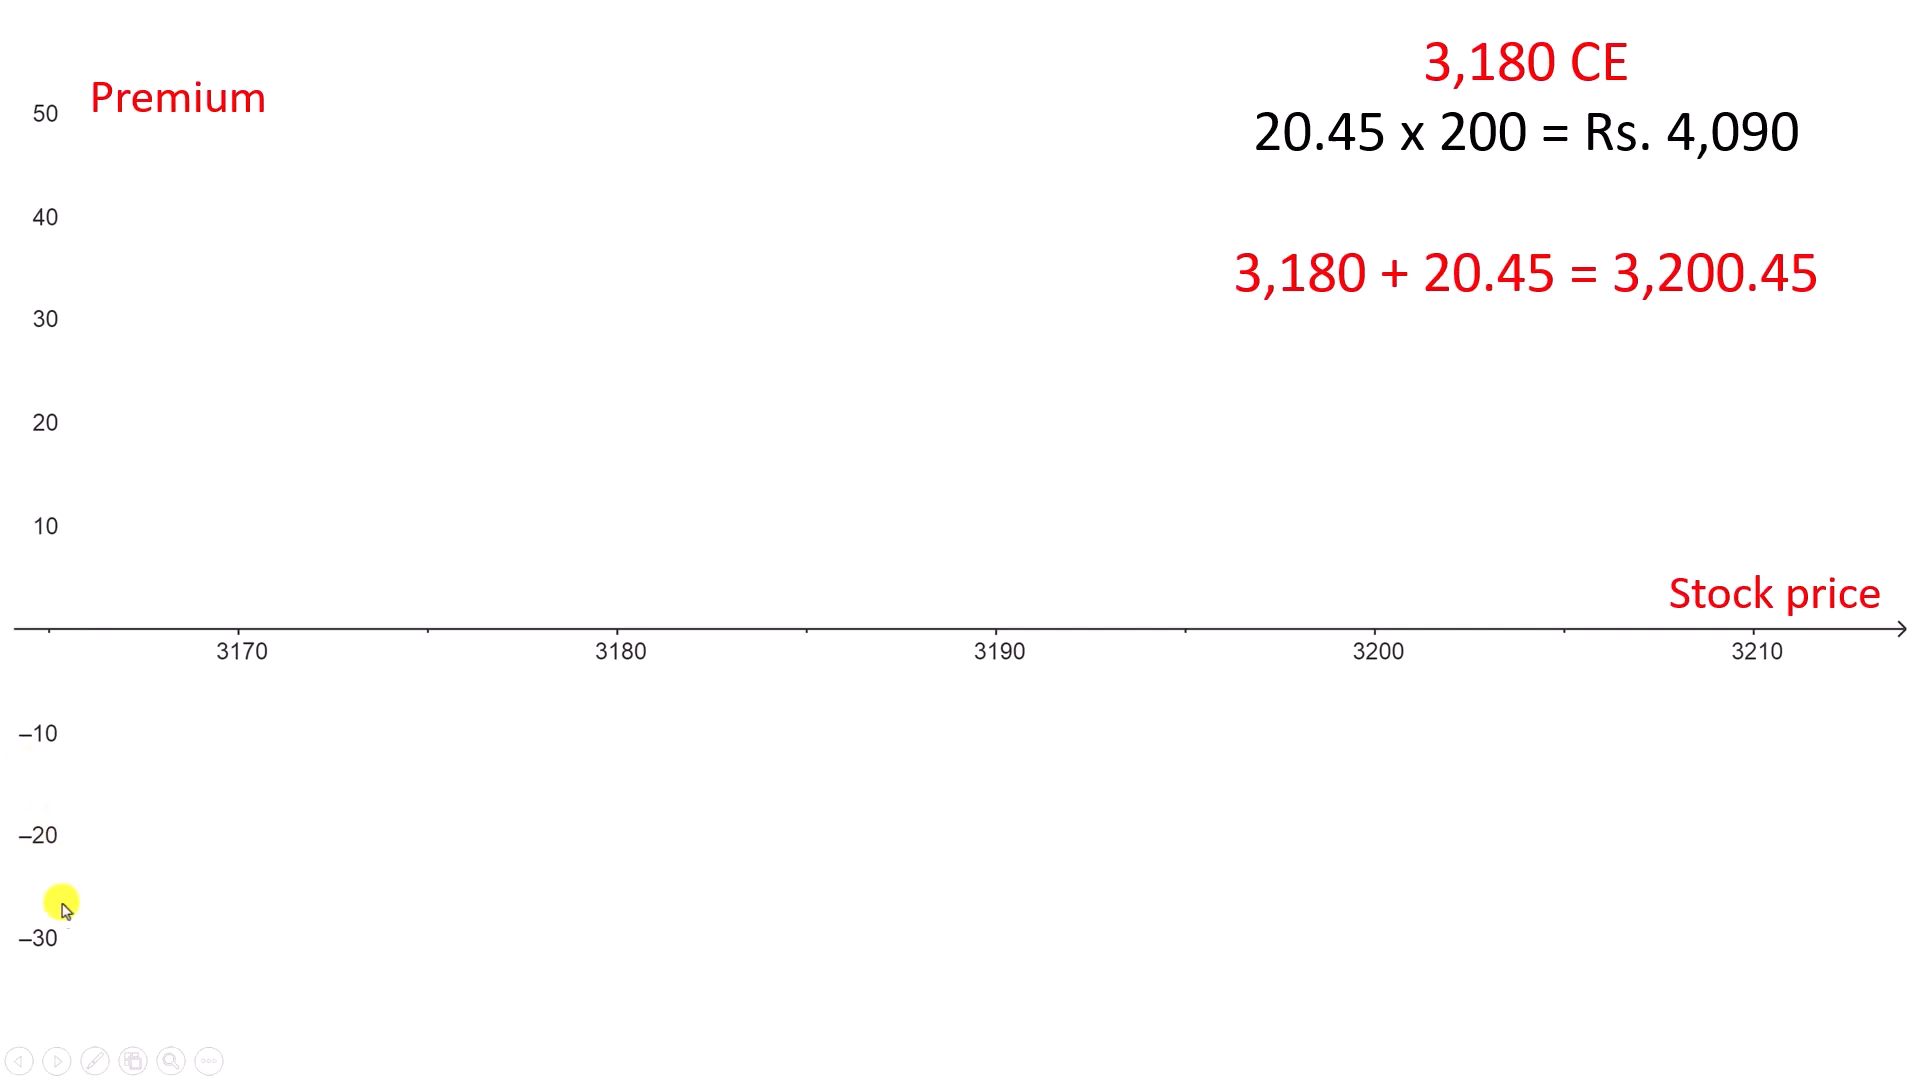 3,180 CE
Premium
50
20.45 x 200 = Rs. 4,090
40
3,180 + 20.45 = 3,200.45
30
20
10
Stock price
3170 3180 3190 3200 3210
–10
–20
–30